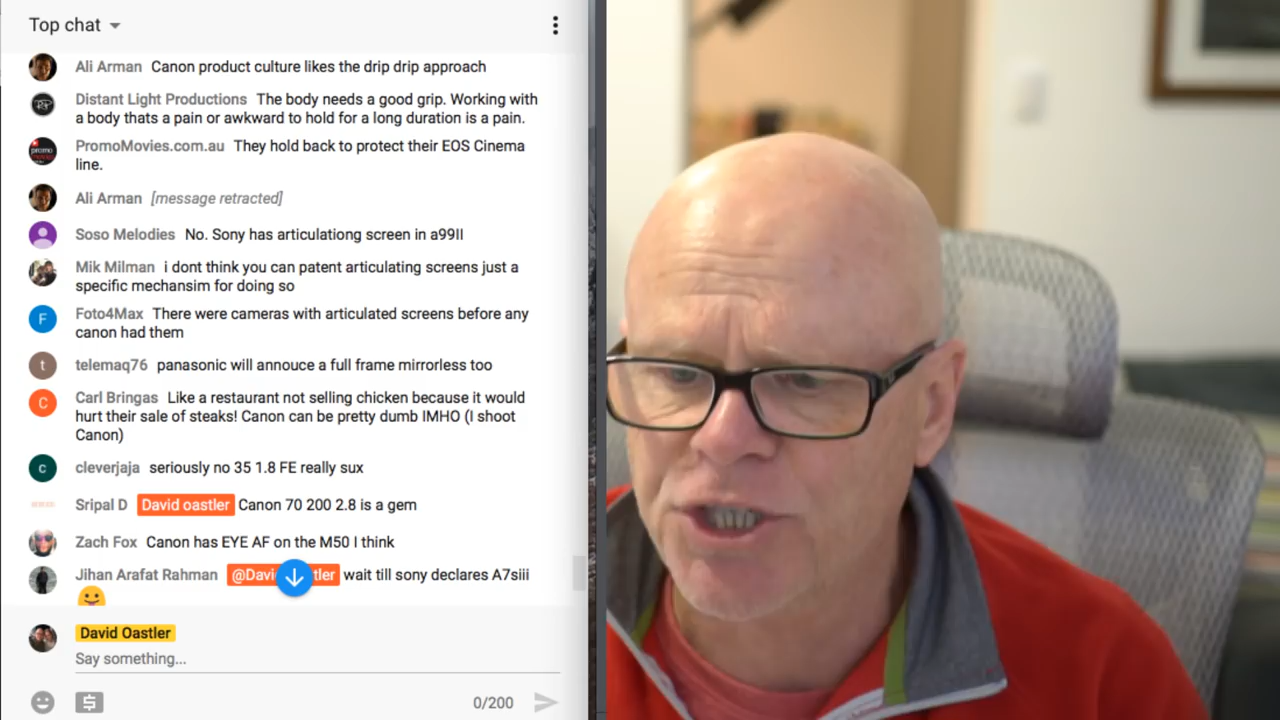 Top chat
Ali Arman Canon product culture likes the drip drip approach
Distant Light Productions The body needs a good grip. Working with
a body thats a pain or awkward to hold for a long duration is a pain.
PromoMovies.com.au They hold back to protect their EOS Cinema
line.
Ali Arman [message retracted]
Soso Melodies No. Sony has articulationg screen in a99II
Mik Milman i dont think you can patent articulating screens just a
specific mechansim for doing so
F
Foto4Max There were cameras with articulated screens before any
canon had them
t
telemaq76 panasonic will annouce a full frame mirrorless too
C
Carl Bringas Like a restaurant not selling chicken because it would
hurt their sale of steaks! Canon can be pretty dumb IMHO (I shoot
Canon)
c
cleverjaja seriously no 35 1.8 FE really sux
Sripal D David oastler Canon 70 200 2.8 is a gem
Zach Fox Canon has EYE AF on the M50 I think
Jihan Arafat Rahman wait till sony declares A7siii
David Oastler
Say something...
0/200